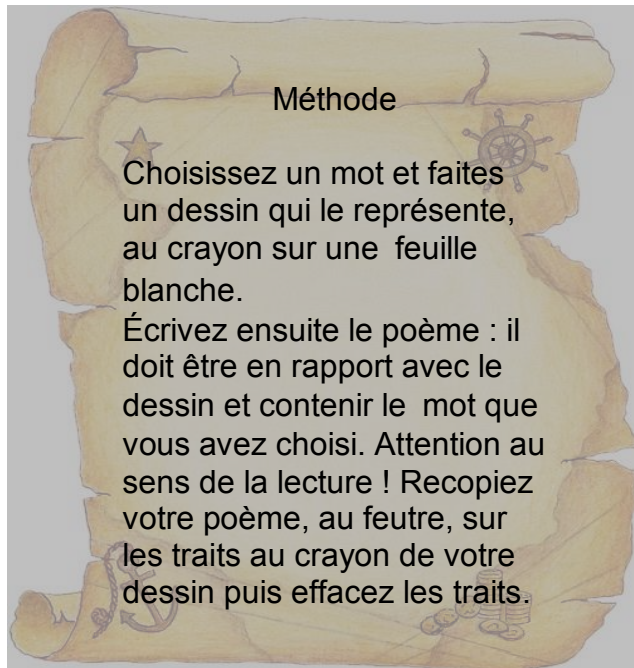 Méthode
Choisissez un mot et faites
un dessin qui le représente,
au crayon sur une feuille
blanche.
Écrivez ensuite le poème : il
doit être en rapport avec le
dessin et contenir le mot que
vous avez choisi. Attention au
sens de la lecture ! Recopiez
votre poème, au feutre, sur
les traits au crayon de votre
dessin puis effacez les traits.